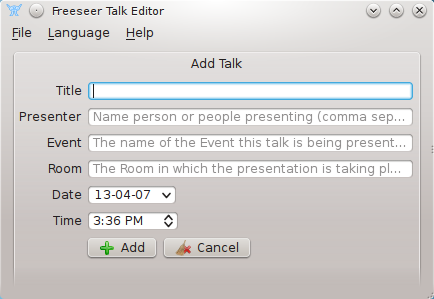 Freeseer Talk Editor
File Language Help
Add Talk
Title
Presenter Name person or people presenting (comma sep...
Event The name of the Event this talk is being present...
Room The Room in which the presentation is taking pl...
Date 13-04-07
Time 3:36 PM
Add Cancel